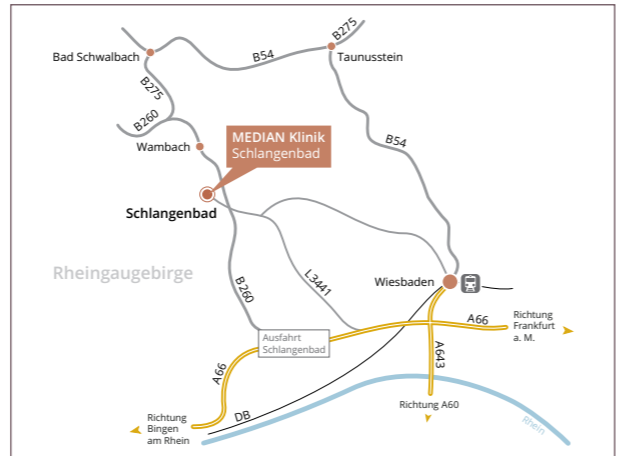 B275
Bad Schwalbach
B54
Taunusstein
B275
B260
B54
Wambach
MEDIAN Klinik
Schlangenbad
Schlangenbad
Rheingaugebirge
B260
L3441
Wiesbaden
Ausfahrt
Schlangenbad
A66
A66
Richtung
Frankfurt
a. M.
A643
Richtung
Bingen
am Rhein
DB
Richtung A60
Rhein